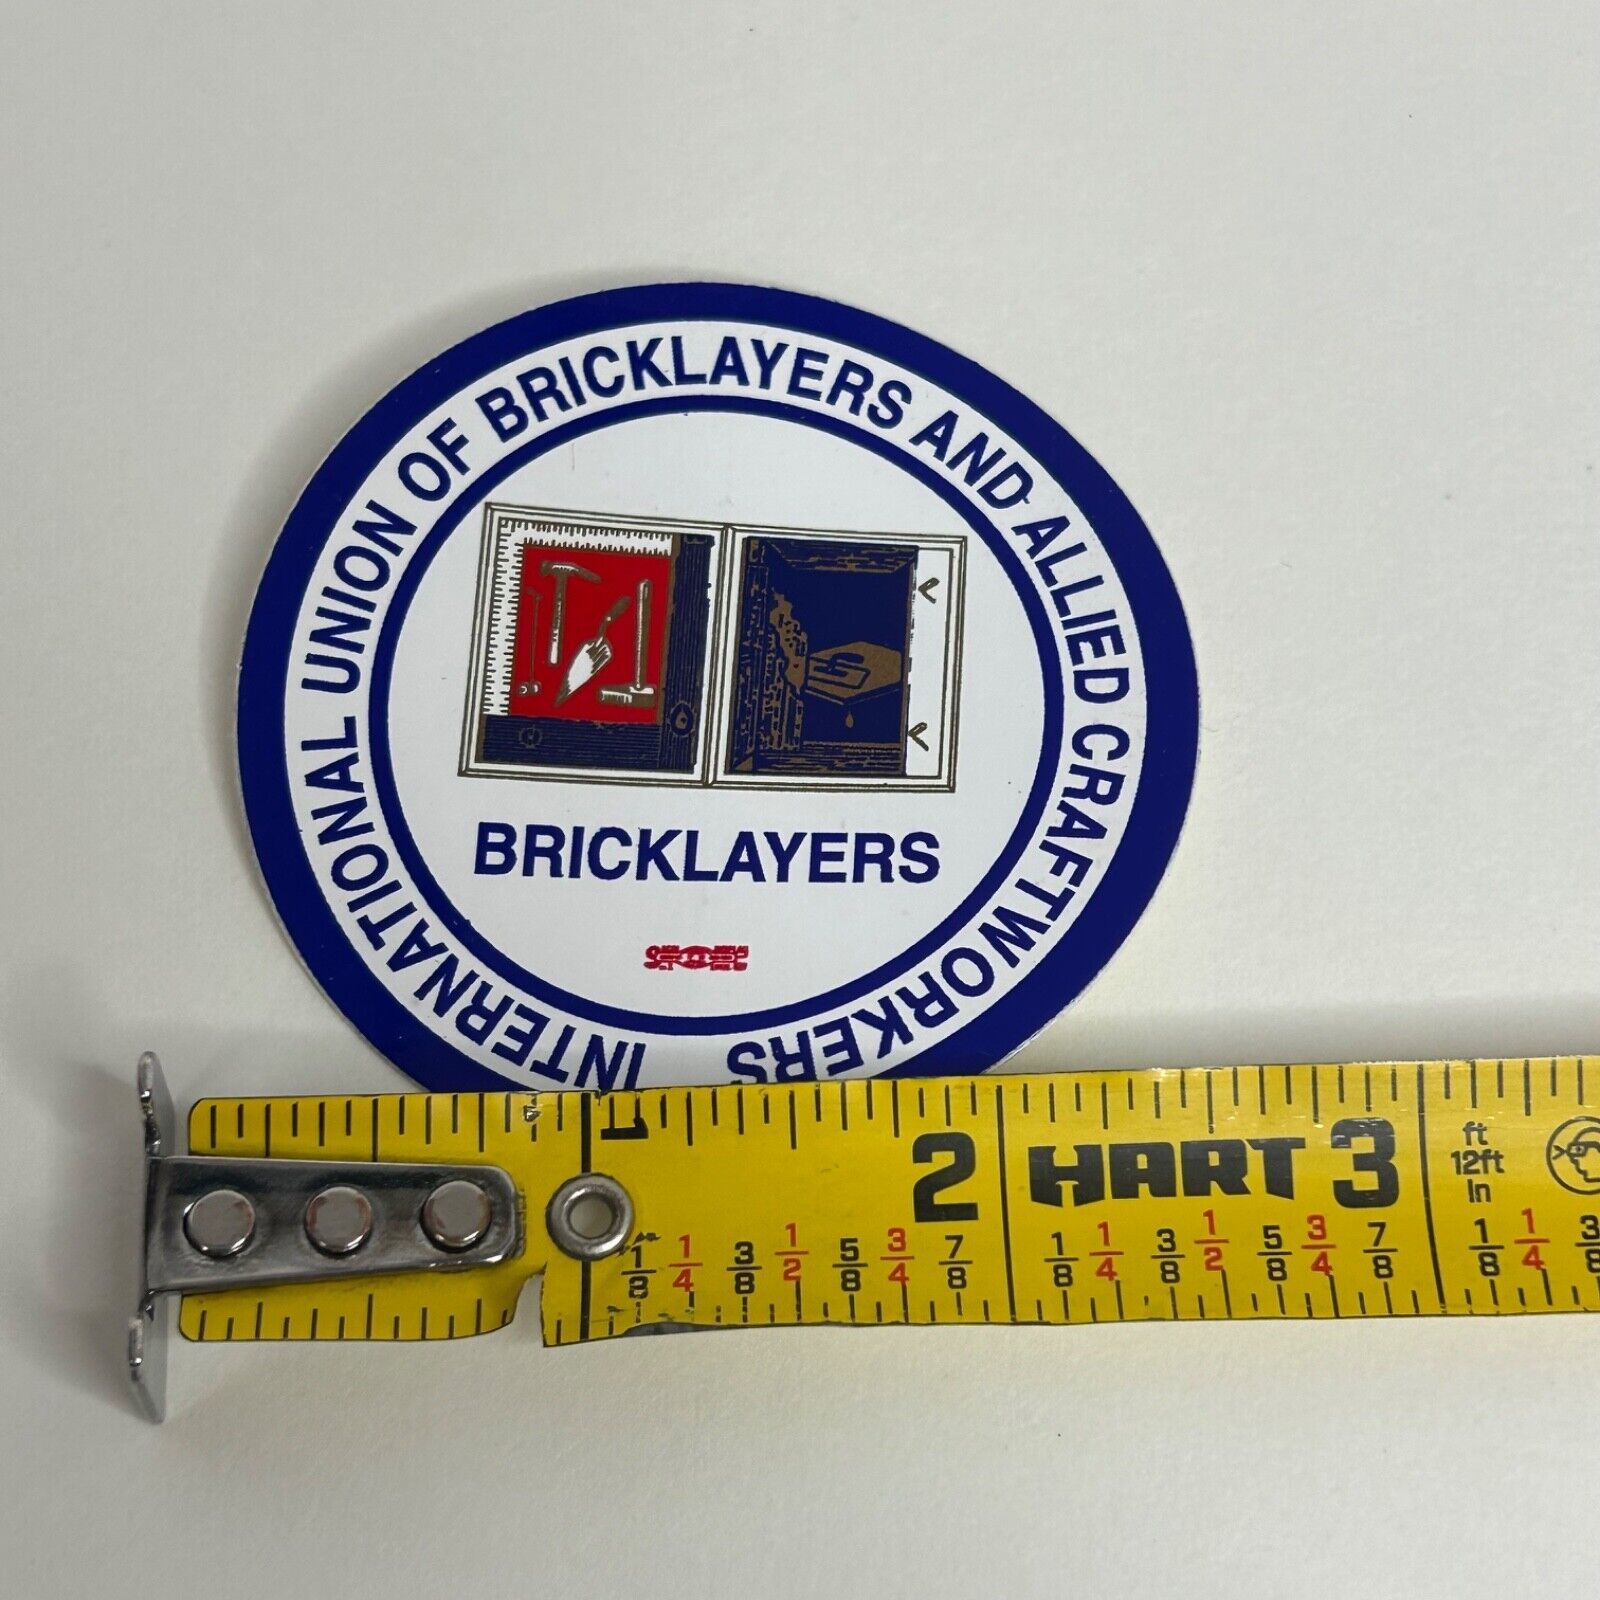 INTERNATIONAL UNION OF BRICKLAYERS AND ALLIED CRAFTWORKERS
BRICKLAYERS
1
2 HART 3 ft
12ft
in
1/8 1/4 3/8 1/2 5/8 3/4 7/8 1/8 1/4 3/8 1/2 5/8 3/4 7/8 1/8 1/4